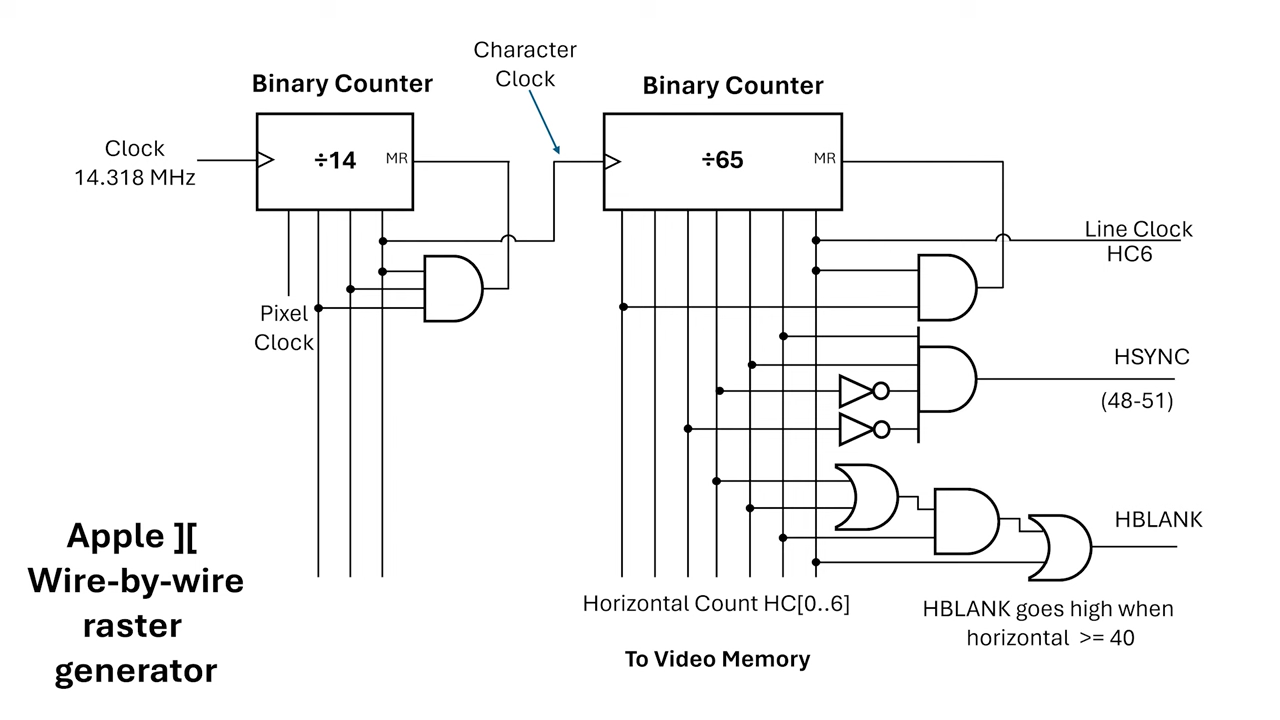 Character
Clock
Binary Counter
Binary Counter
Clock
14.318 MHz
÷14
MR
÷65
MR
Line Clock
HC6
Pixel
Clock
HSYNC
(48-51)
HBLANK
Apple ][
Wire-by-wire
raster
generator
Horizontal Count HC[0..6]
HBLANK goes high when
horizontal >= 40
To Video Memory